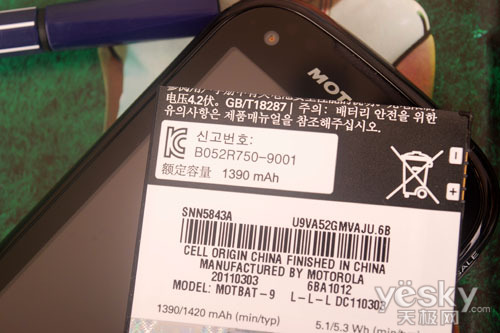 MOTO
电压4.2伏。GB/T18287 | 주의: 배터리 안전을 위한
유의사항은 제품매뉴얼을 참조해주십시오.
신고번호:
B052R750-9001
额定容量 1390 mAh
SNN5843A U9VA52GMVAJU.6B
CELL ORIGIN CHINA FINISHED IN CHINA
MANUFACTURED BY MOTOROLA
20110303 6BA1012
MODEL: MOTBAT-9 L-L-L DC110302
1390/1420 mAh (min/typ) 5.1/5.3 Wh
yësky
天极网